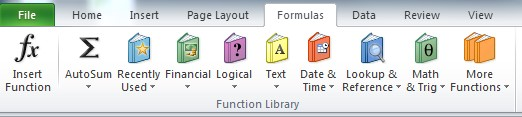 File Home Insert Page Layout Formulas Data Review View
fx Σ ? A θ
Insert AutoSum Recently Financial Logical Text Date & Lookup & Math More
Function Used Time Reference & Trig Functions
Function Library